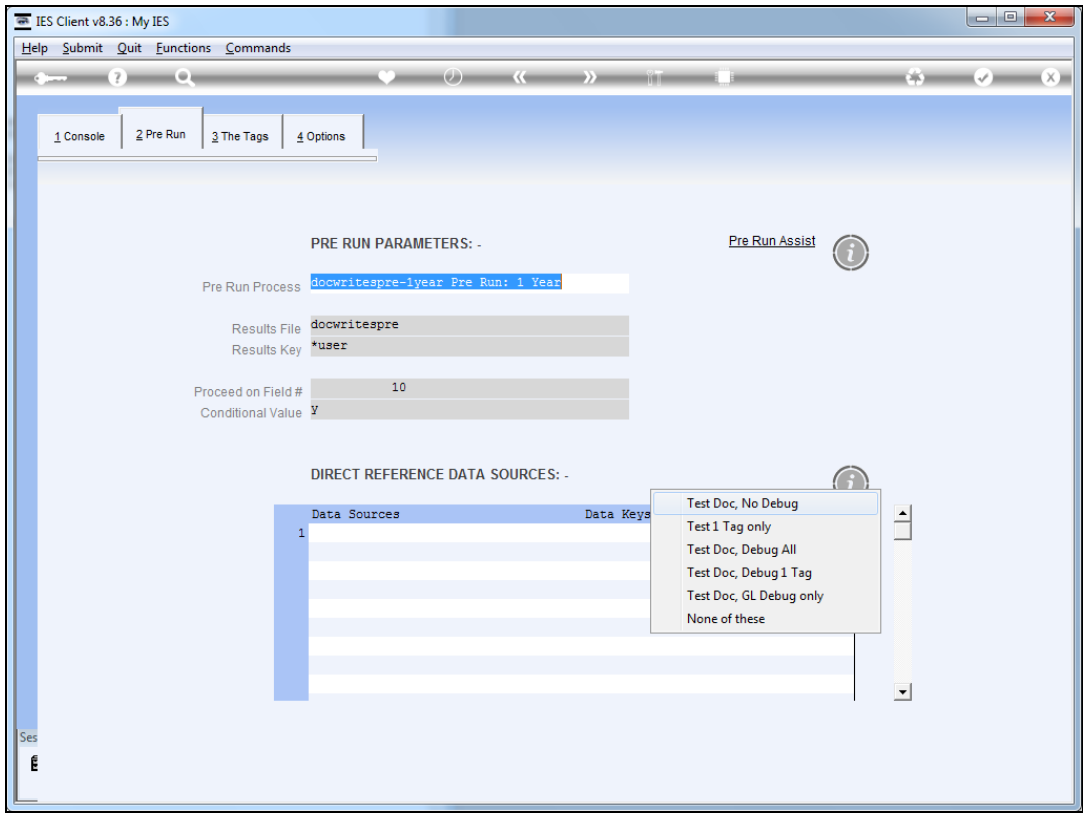 IES Client v8.36 : My IES
Help Submit Quit Functions Commands
1 Console 2 Pre Run 3 The Tags 4 Options
PRE RUN PARAMETERS: -
Pre Run Assist
Pre Run Process docwritespre-1year Pre Run: 1 Year
Results File docwritespre
Results Key *user
Proceed on Field # 10
Conditional Value y
DIRECT REFERENCE DATA SOURCES: -
Data Sources Data Keys
1
Test Doc, No Debug
Test 1 Tag only
Test Doc, Debug All
Test Doc, Debug 1 Tag
Test Doc, GL Debug only
None of these
Ses